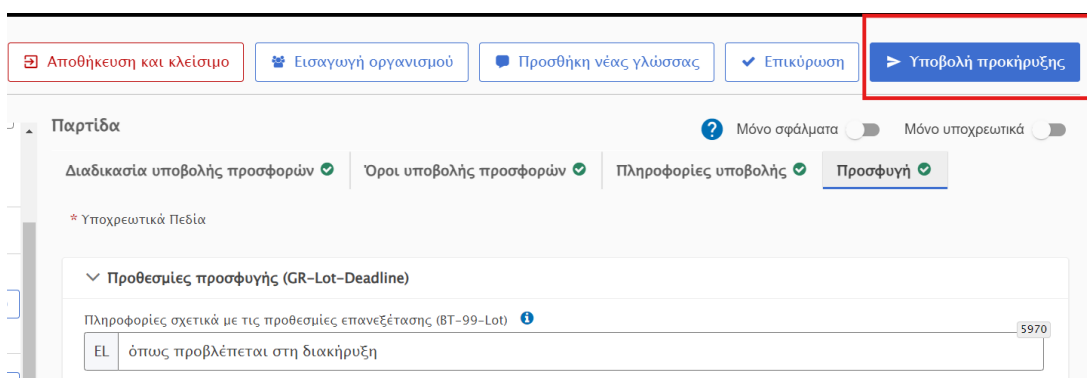 Αποθήκευση και κλείσιμο Εισαγωγή οργανισμού Προσθήκη νέας γλώσσας Επικύρωση Υποβολή προκήρυξης
Παρτίδα ? Μόνο σφάλματα Μόνο υποχρεωτικά
Διαδικασία υποβολής προσφορών Όροι υποβολής προσφορών Πληροφορίες υποβολής Προσφυγή
* Υποχρεωτικά Πεδία
Προθεσμίες προσφυγής (GR-Lot-Deadline)
Πληροφορίες σχετικά με τις προθεσμίες επανεξέτασης (BT-99-Lot)
5970
EL όπως προβλέπεται στη διακήρυξη